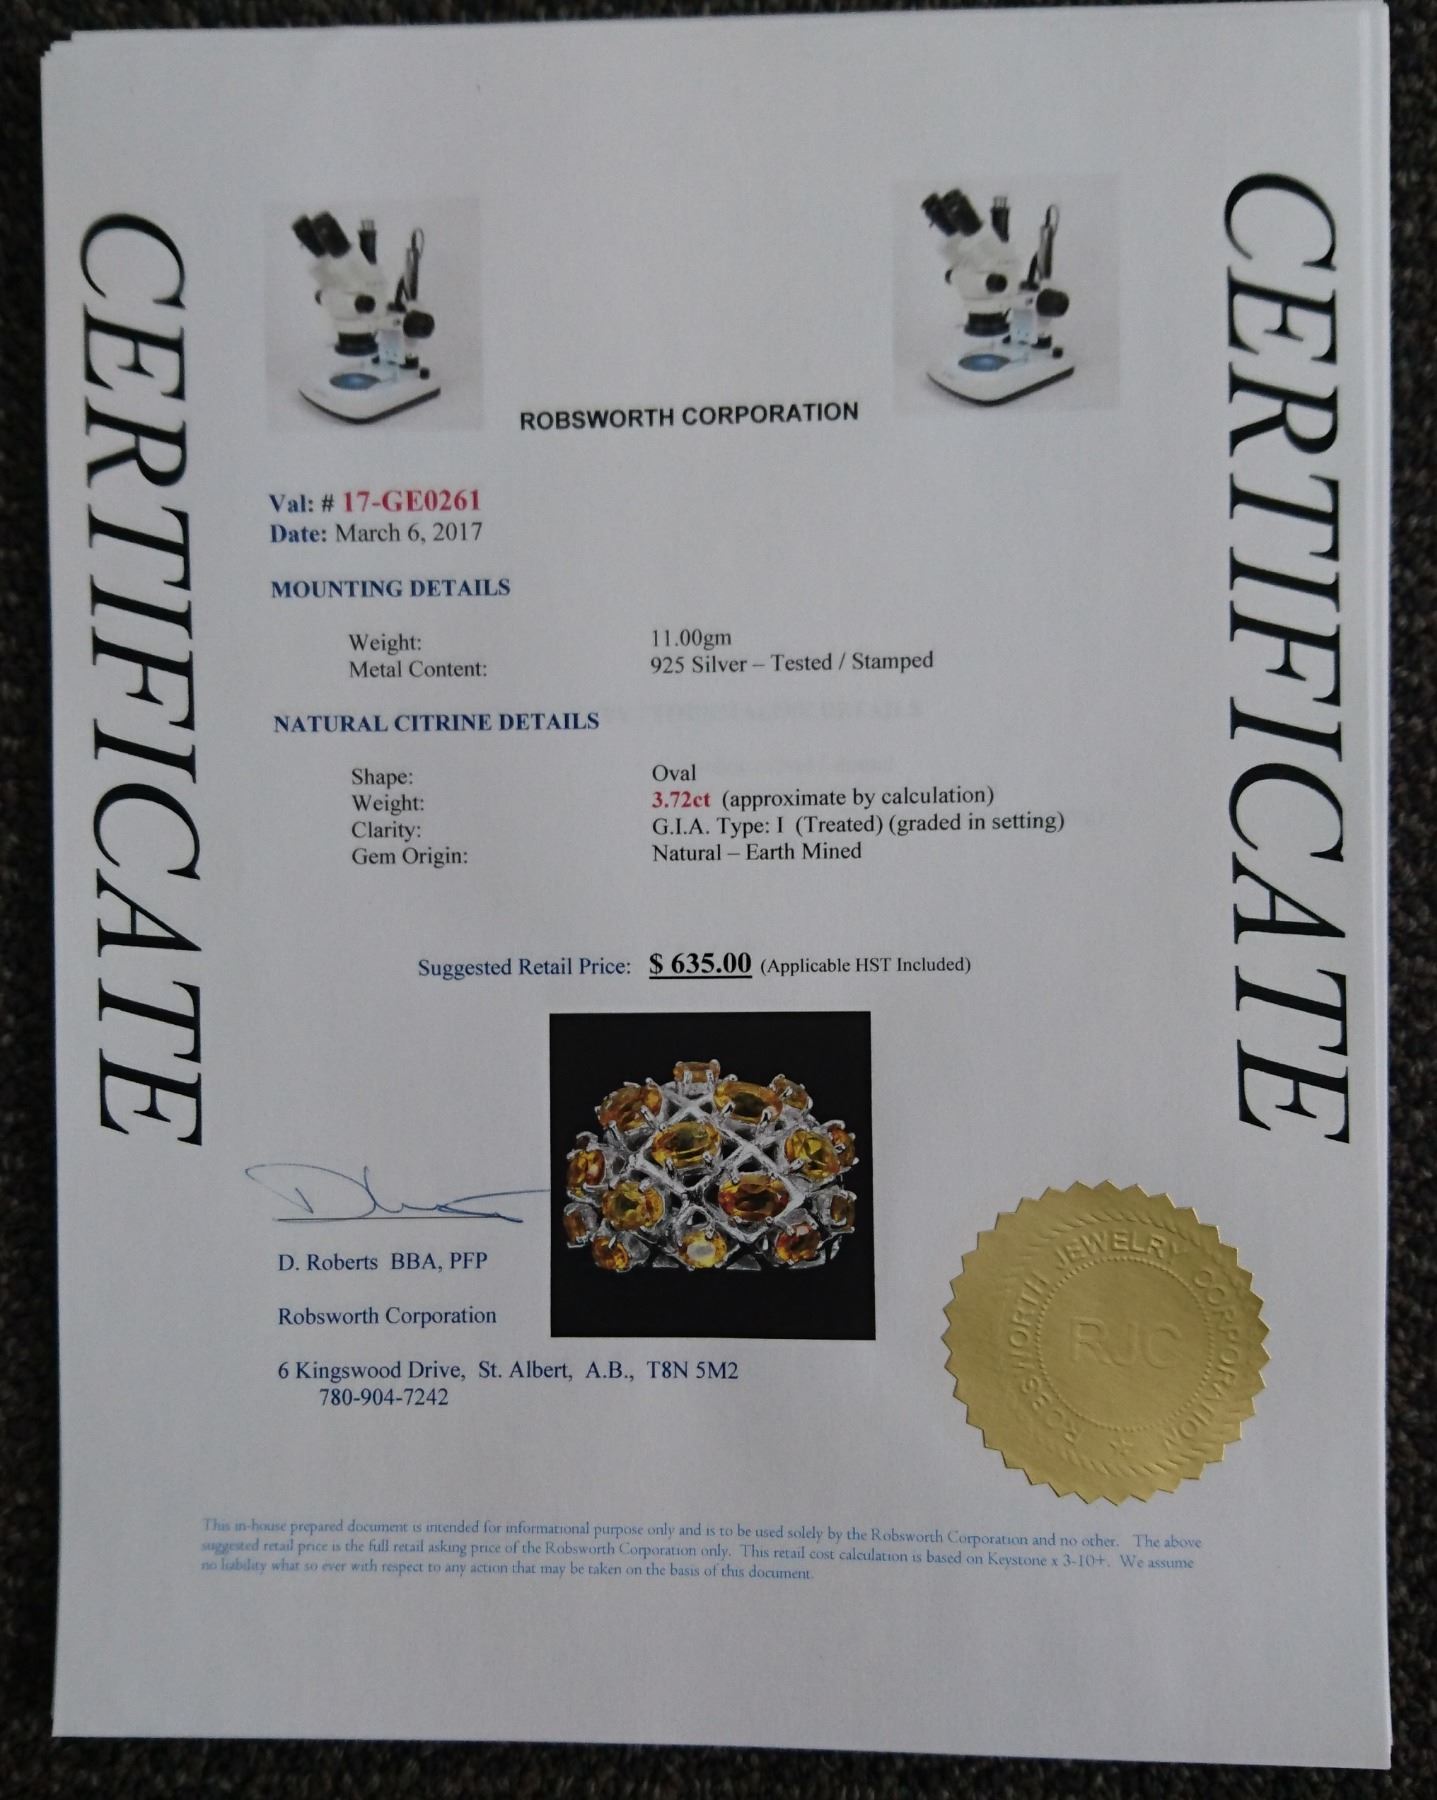 CERTIFICATE
CERTIFICATE
ROBSWORTH CORPORATION
Val: # 17-GE0261
Date: March 6, 2017
MOUNTING DETAILS
Weight: 11.00gm
Metal Content: 925 Silver – Tested / Stamped
NATURAL CITRINE DETAILS
Shape: Oval
Weight: 3.72ct (approximate by calculation)
Clarity: G.I.A. Type: I (Treated) (graded in setting)
Gem Origin: Natural – Earth Mined
Suggested Retail Price: $ 635.00 (Applicable HST Included)
D. Roberts BBA, PFP
Robsworth Corporation
6 Kingswood Drive, St. Albert, A.B., T8N 5M2
780-904-7242
ROBSWORTH JEWELRY CORPORATION
RJC
This in-house prepared document is intended for informational purpose only and is to be used solely by the Robsworth Corporation and no other. The above
suggested retail price is the full retail asking price of the Robsworth Corporation only. This retail cost calculation is based on Keystone x 3-10+. We assume
no liability what so ever with respect to any action that may be taken on the basis of this document.